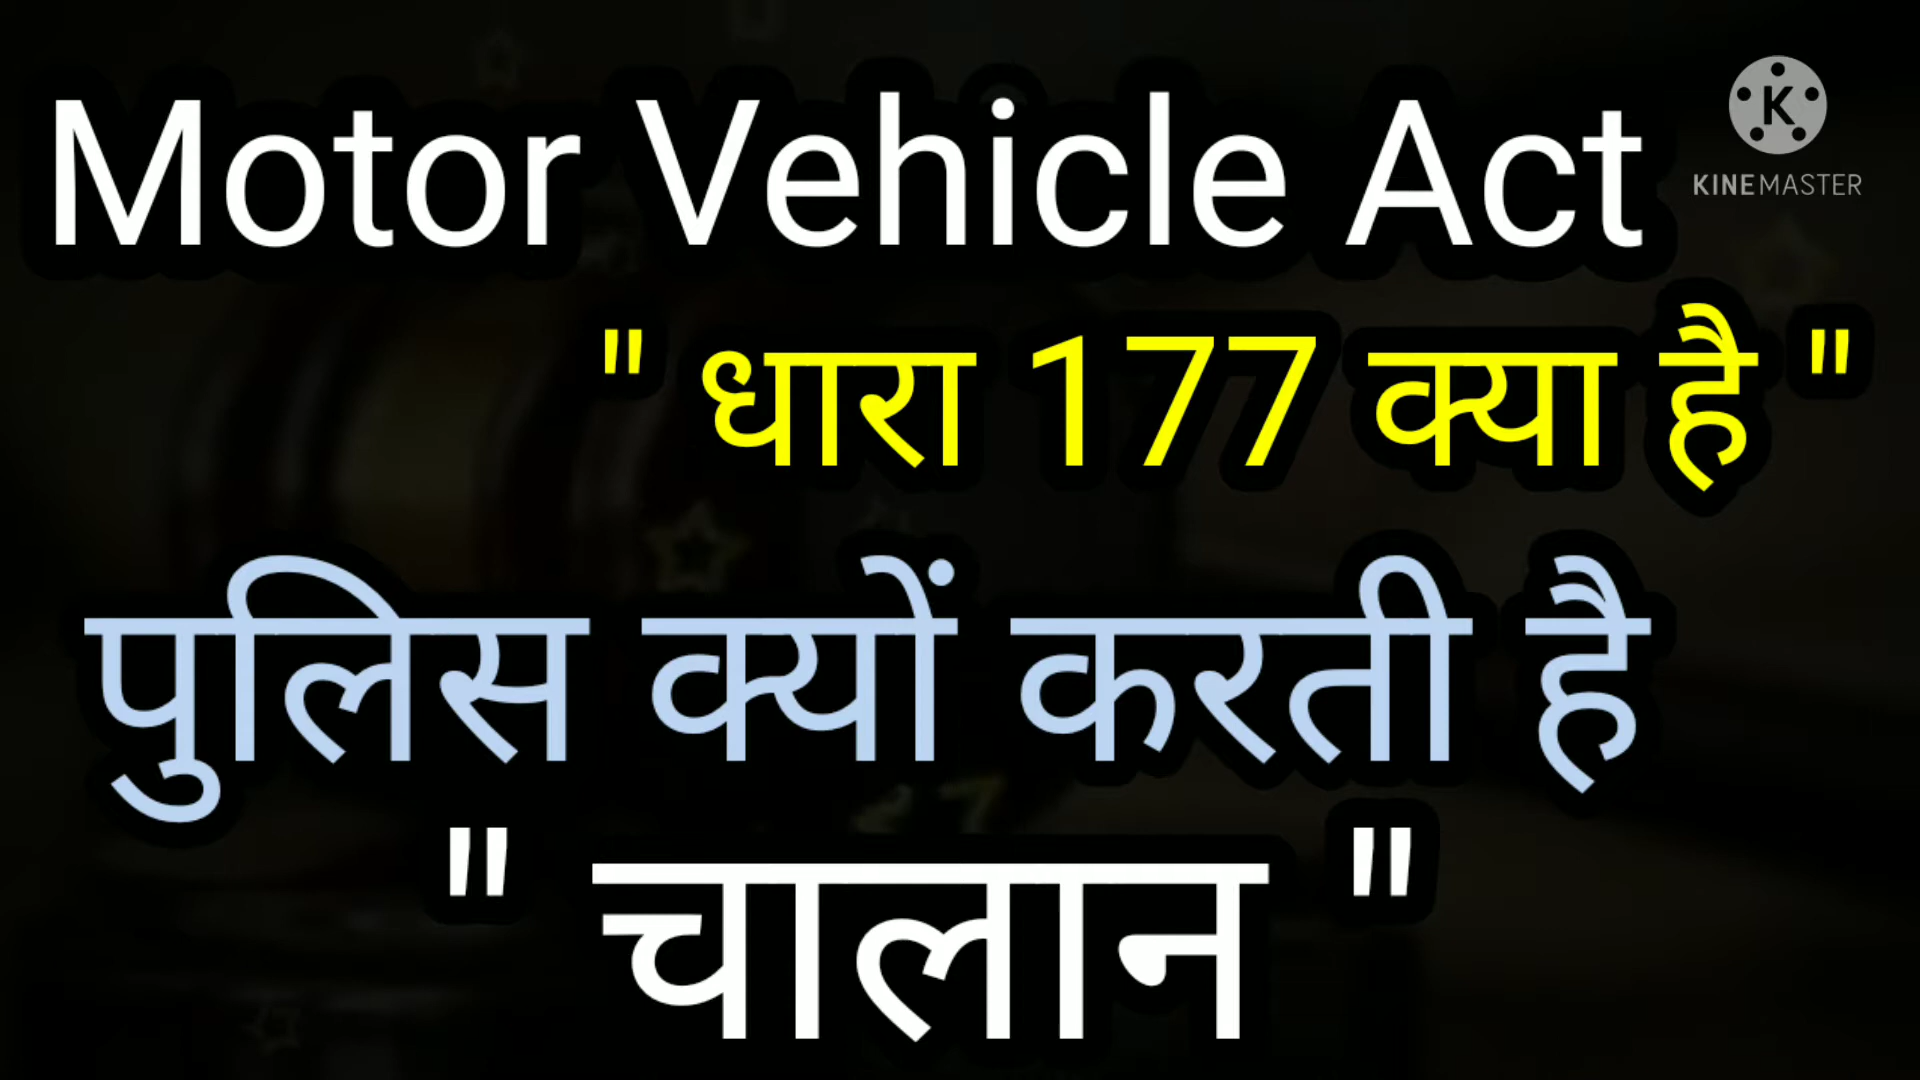 Motor Vehicle Act
KINEMASTER
" धारा 177 क्या है "
पुलिस क्यों करती है
" चालान "